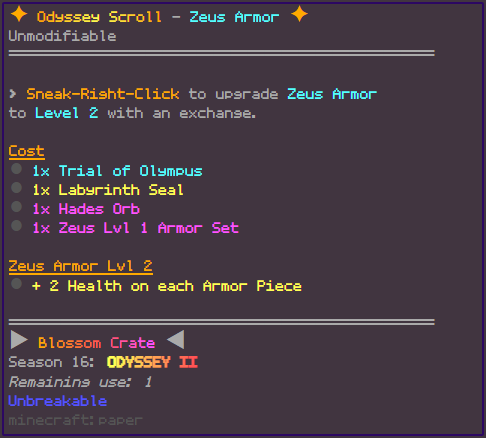 ✦ Odyssey Scroll - Zeus Armor ✦
Unmodifiable
> Sneak-Right-Click to upgrade Zeus Armor
to Level 2 with an exchange.
Cost
● 1x Trial of Olympus
● 1x Labyrinth Seal
● 1x Hades Orb
● 1x Zeus Lvl 1 Armor Set
Zeus Armor Lvl 2
● + 2 Health on each Armor Piece
▶ Blossom Crate ◀
Season 16: ODYSSEY II
Remaining use: 1
Unbreakable
minecraft:paper